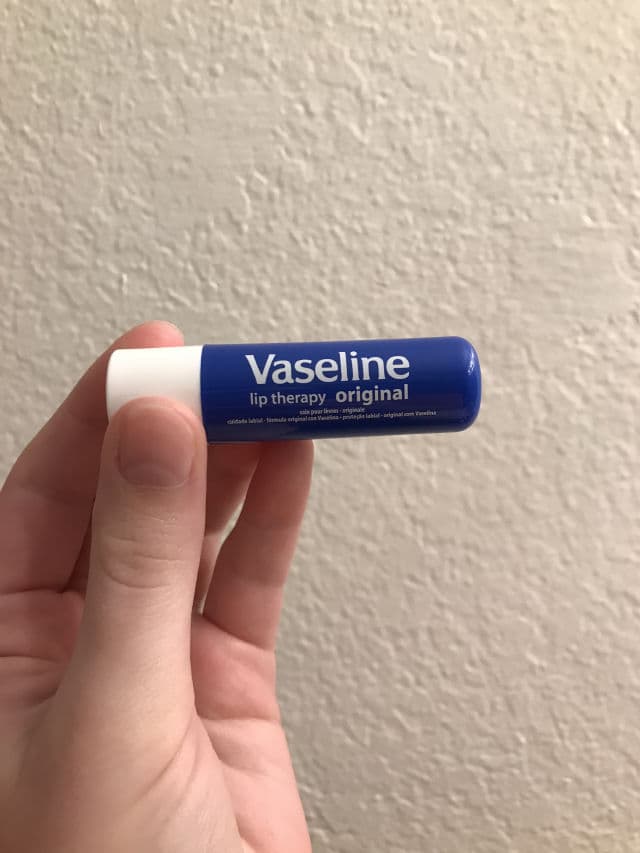 Vaseline
lip therapy original
soin pour lèvres - originale
cuidado labial - fórmula original con Vaselina - proteção labial - original com Vaselina